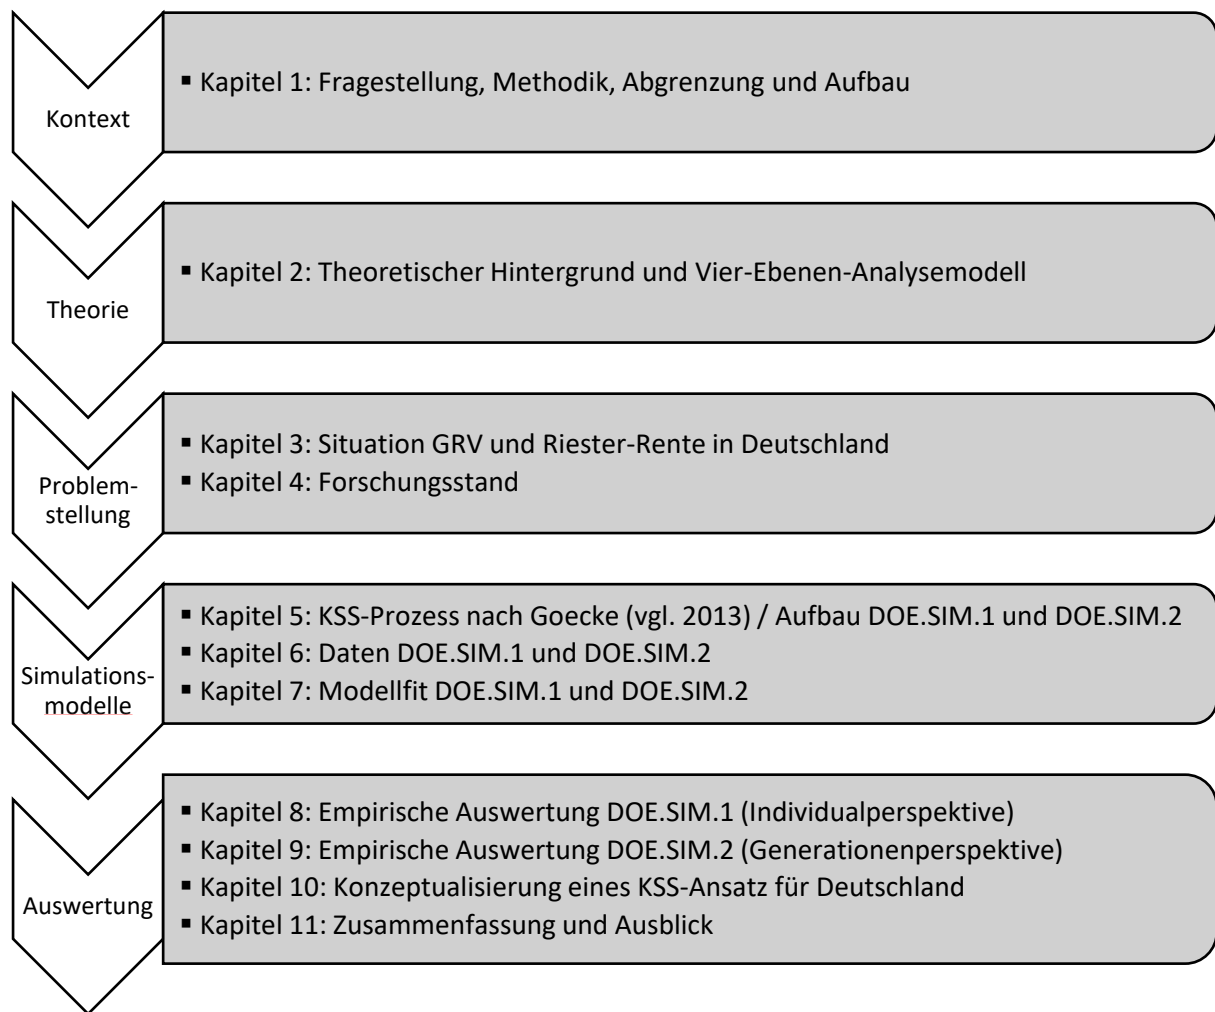 Kontext
▪ Kapitel 1: Fragestellung, Methodik, Abgrenzung und Aufbau
Theorie
▪ Kapitel 2: Theoretischer Hintergrund und Vier-Ebenen-Analysemodell
Problem-
stellung
▪ Kapitel 3: Situation GRV und Riester-Rente in Deutschland
▪ Kapitel 4: Forschungsstand
Simulations-
modelle
▪ Kapitel 5: KSS-Prozess nach Goecke (vgl. 2013) / Aufbau DOE.SIM.1 und DOE.SIM.2
▪ Kapitel 6: Daten DOE.SIM.1 und DOE.SIM.2
▪ Kapitel 7: Modellfit DOE.SIM.1 und DOE.SIM.2
Auswertung
▪ Kapitel 8: Empirische Auswertung DOE.SIM.1 (Individualperspektive)
▪ Kapitel 9: Empirische Auswertung DOE.SIM.2 (Generationenperspektive)
▪ Kapitel 10: Konzeptualisierung eines KSS-Ansatz für Deutschland
▪ Kapitel 11: Zusammenfassung und Ausblick